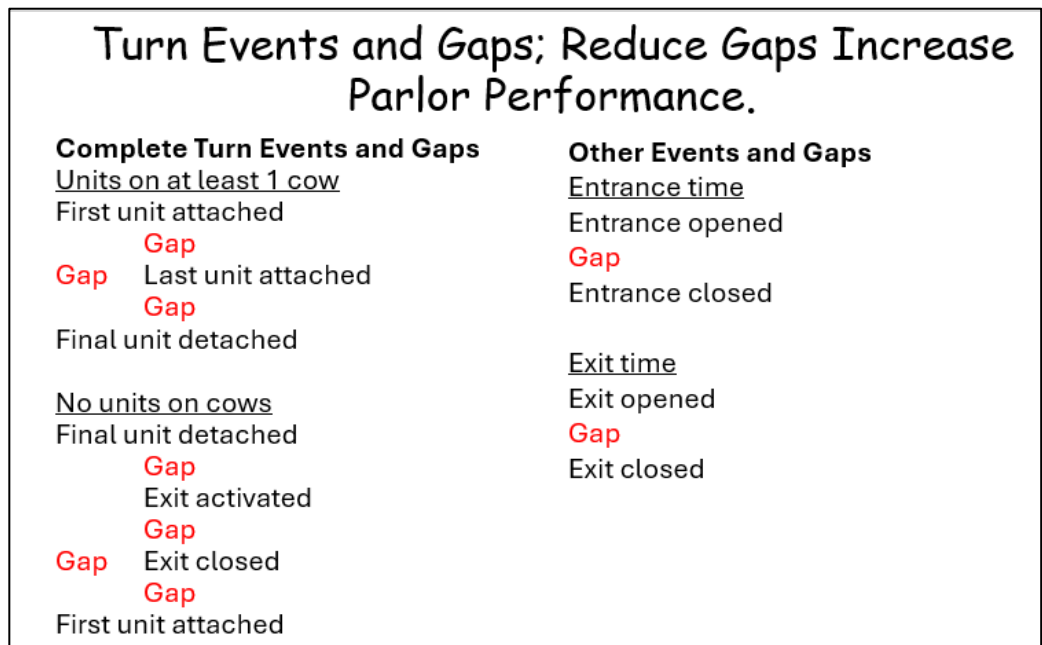 Turn Events and Gaps; Reduce Gaps Increase
Parlor Performance.
Complete Turn Events and Gaps
Units on at least 1 cow
First unit attached
Gap
Gap Last unit attached
Gap
Final unit detached
No units on cows
Final unit detached
Gap
Exit activated
Gap
Gap Exit closed
Gap
First unit attached
Other Events and Gaps
Entrance time
Entrance opened
Gap
Entrance closed
Exit time
Exit opened
Gap
Exit closed